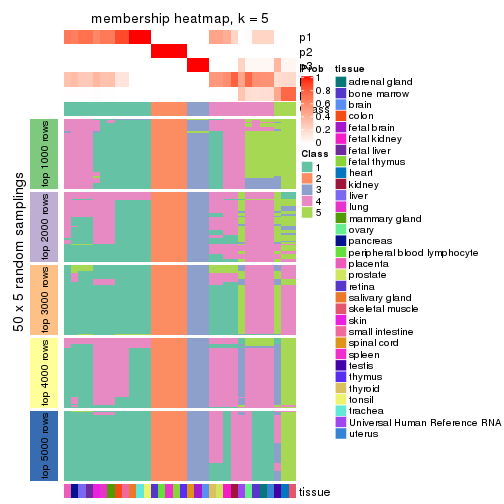 membership heatmap, k = 5
p1
p2
p3
Prob
1
0.8
0.6
0.4
0.2
0
Class
Class
1
2
3
4
5
50 x 5 random samplings
top 1000 rows
top 2000 rows
top 3000 rows
top 4000 rows
top 5000 rows
tissue
tissue
adrenal gland
bone marrow
brain
colon
fetal brain
fetal kidney
fetal liver
fetal thymus
heart
kidney
liver
lung
mammary gland
ovary
pancreas
peripheral blood lymphocyte
placenta
prostate
retina
salivary gland
skeletal muscle
skin
small intestine
spinal cord
spleen
testis
thymus
thyroid
tonsil
trachea
Universal Human Reference RNA
uterus